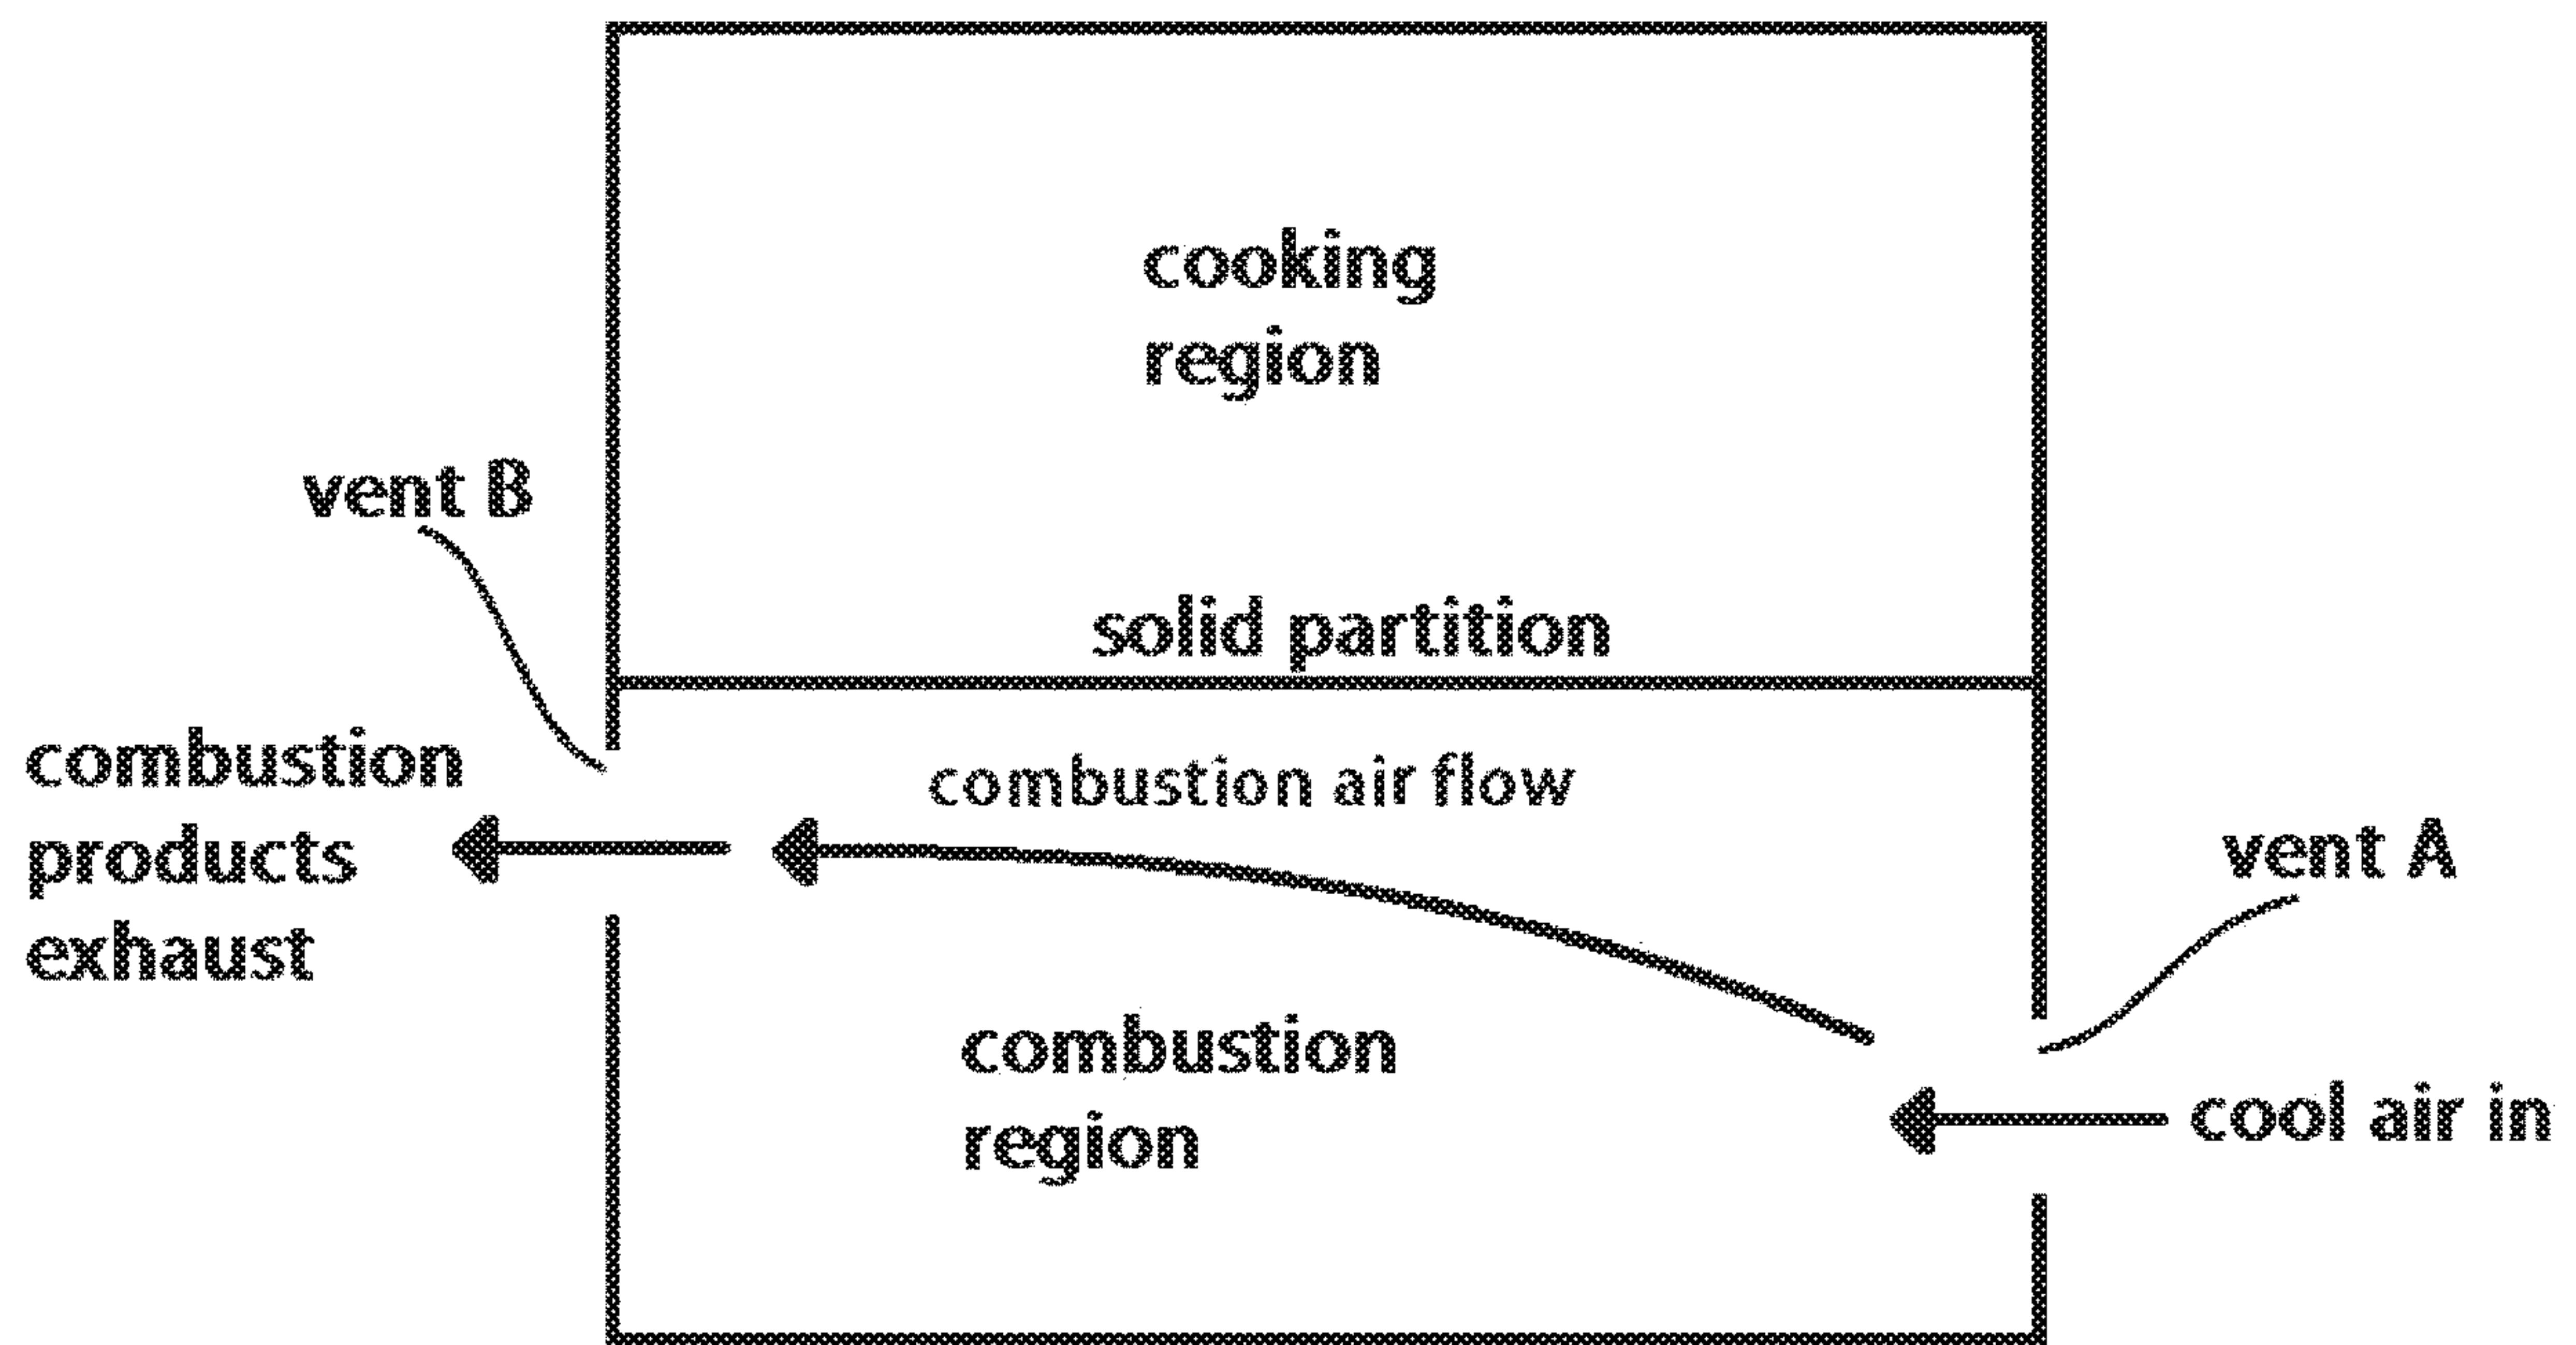 cooking
region
vent B
solid partition
combustion
products
exhaust
combustion air flow
vent A
combustion
region
cool air in